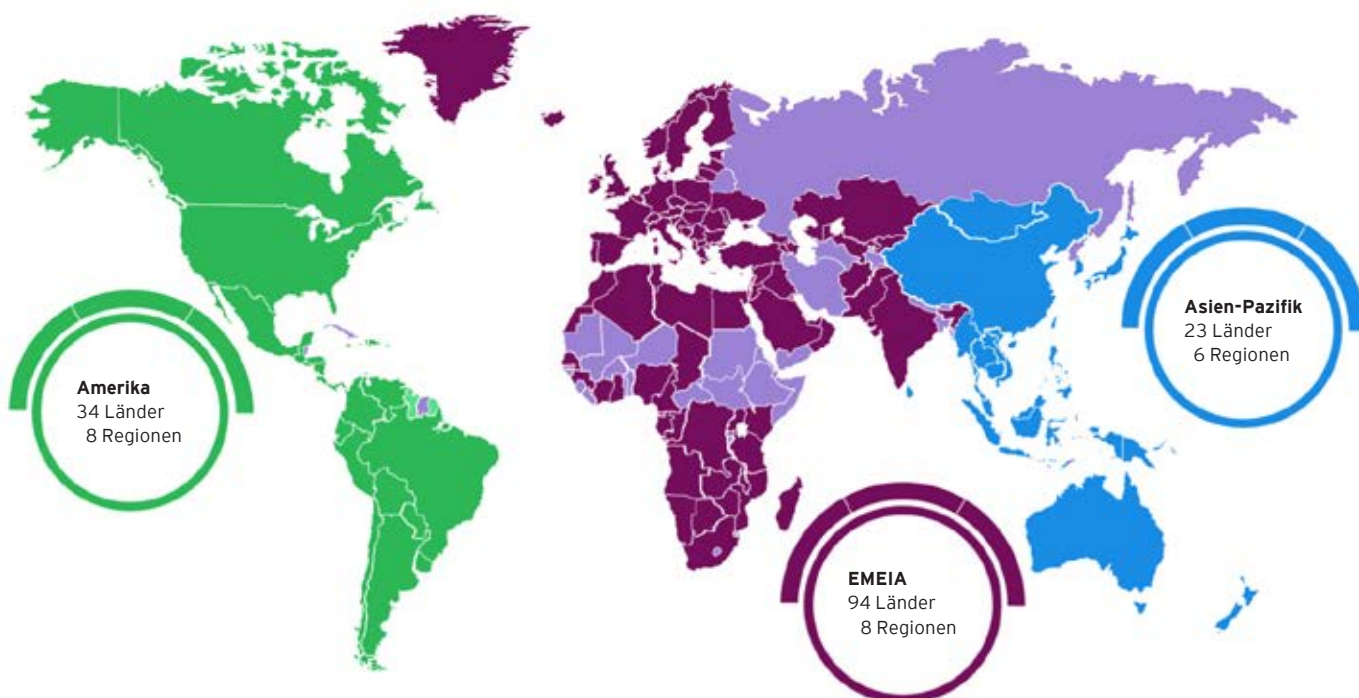 Amerika
34 Länder
8 Regionen
Asien-Pazifik
23 Länder
6 Regionen
EMEIA
94 Länder
8 Regionen